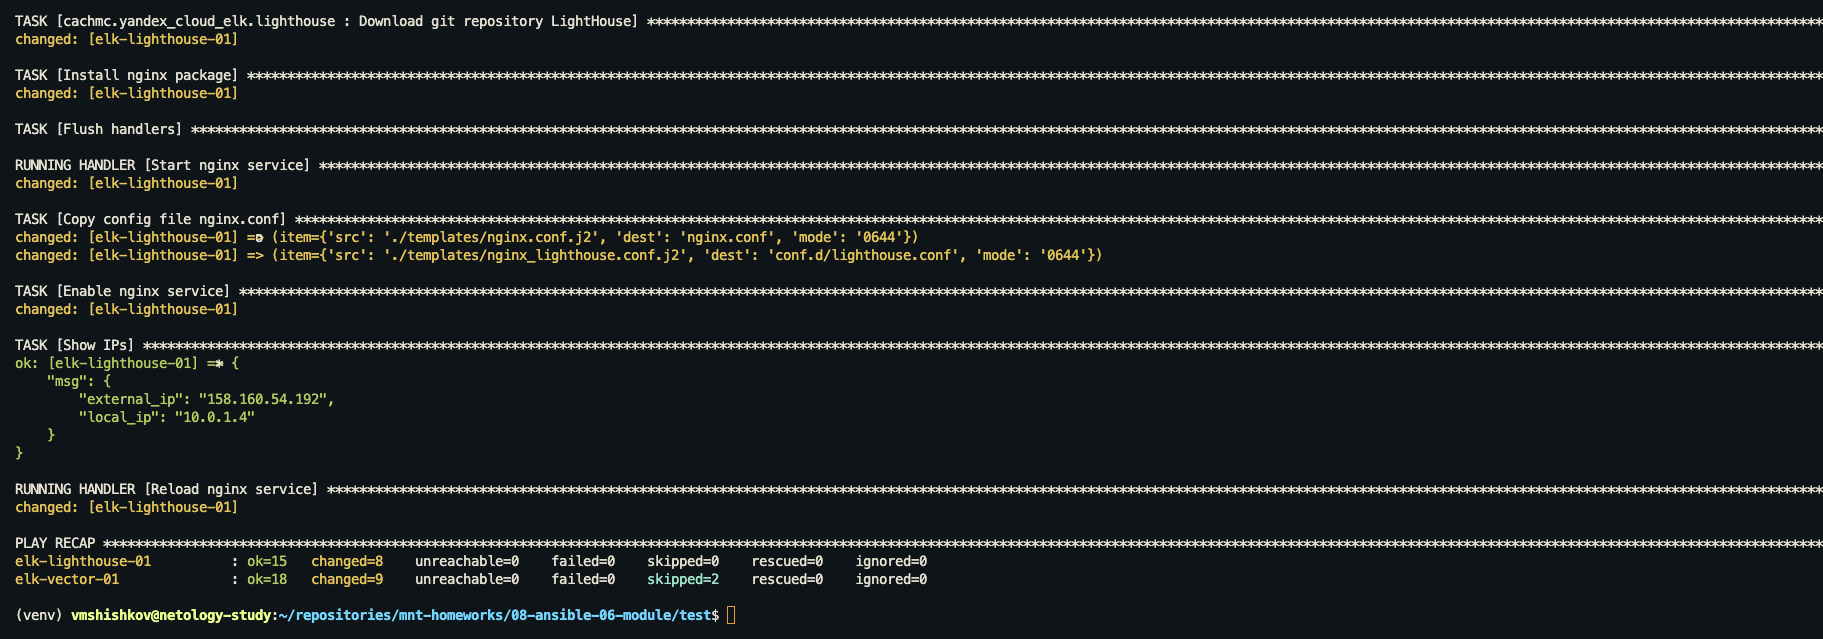 TASK [cachmc.yandex_cloud_elk.lighthouse : Download git repository LightHouse] ****************************************************************************************************************************************************
changed: [elk-lighthouse-01]
TASK [Install nginx package] ****************************************************************************************************************************************************
changed: [elk-lighthouse-01]
TASK [Flush handlers] ****************************************************************************************************************************************************
RUNNING HANDLER [Start nginx service] ****************************************************************************************************************************************************
changed: [elk-lighthouse-01]
TASK [Copy config file nginx.conf] ****************************************************************************************************************************************************
changed: [elk-lighthouse-01] => (item={'src': './templates/nginx.conf.j2', 'dest': 'nginx.conf', 'mode': '0644'})
changed: [elk-lighthouse-01] => (item={'src': './templates/nginx_lighthouse.conf.j2', 'dest': 'conf.d/lighthouse.conf', 'mode': '0644'})
TASK [Enable nginx service] ****************************************************************************************************************************************************
changed: [elk-lighthouse-01]
TASK [Show IPs] ****************************************************************************************************************************************************
ok: [elk-lighthouse-01] => {
    "msg": {
        "external_ip": "158.160.54.192",
        "local_ip": "10.0.1.4"
    }
}
RUNNING HANDLER [Reload nginx service] ****************************************************************************************************************************************************
changed: [elk-lighthouse-01]
PLAY RECAP ****************************************************************************************************************************************************
elk-lighthouse-01          : ok=15   changed=8    unreachable=0    failed=0    skipped=0    rescued=0    ignored=0
elk-vector-01              : ok=18   changed=9    unreachable=0    failed=0    skipped=2    rescued=0    ignored=0
(venv) vmshishkov@netology-study:~/repositories/mnt-homeworks/08-ansible-06-module/test$